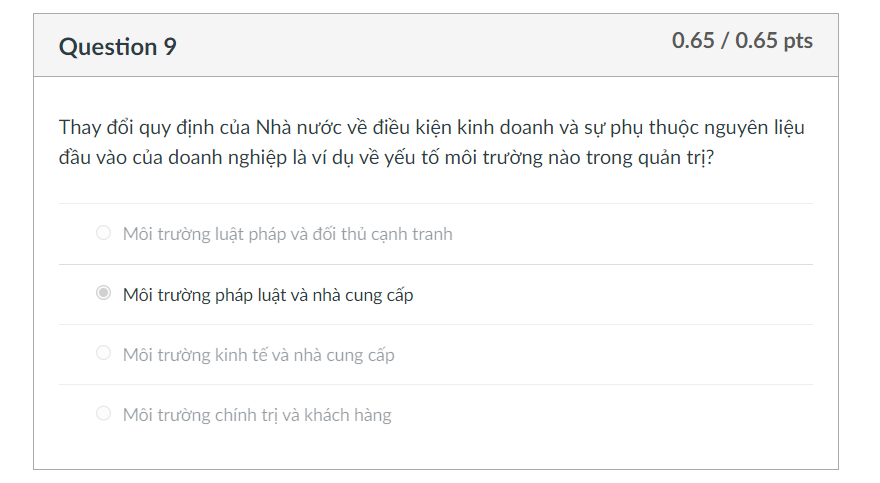 Question 9
0.65 / 0.65 pts
Thay đổi quy định của Nhà nước về điều kiện kinh doanh và sự phụ thuộc nguyên liệu
đầu vào của doanh nghiệp là ví dụ về yếu tố môi trường nào trong quản trị?
Môi trường luật pháp và đối thủ cạnh tranh
Môi trường pháp luật và nhà cung cấp
Môi trường kinh tế và nhà cung cấp
Môi trường chính trị và khách hàng